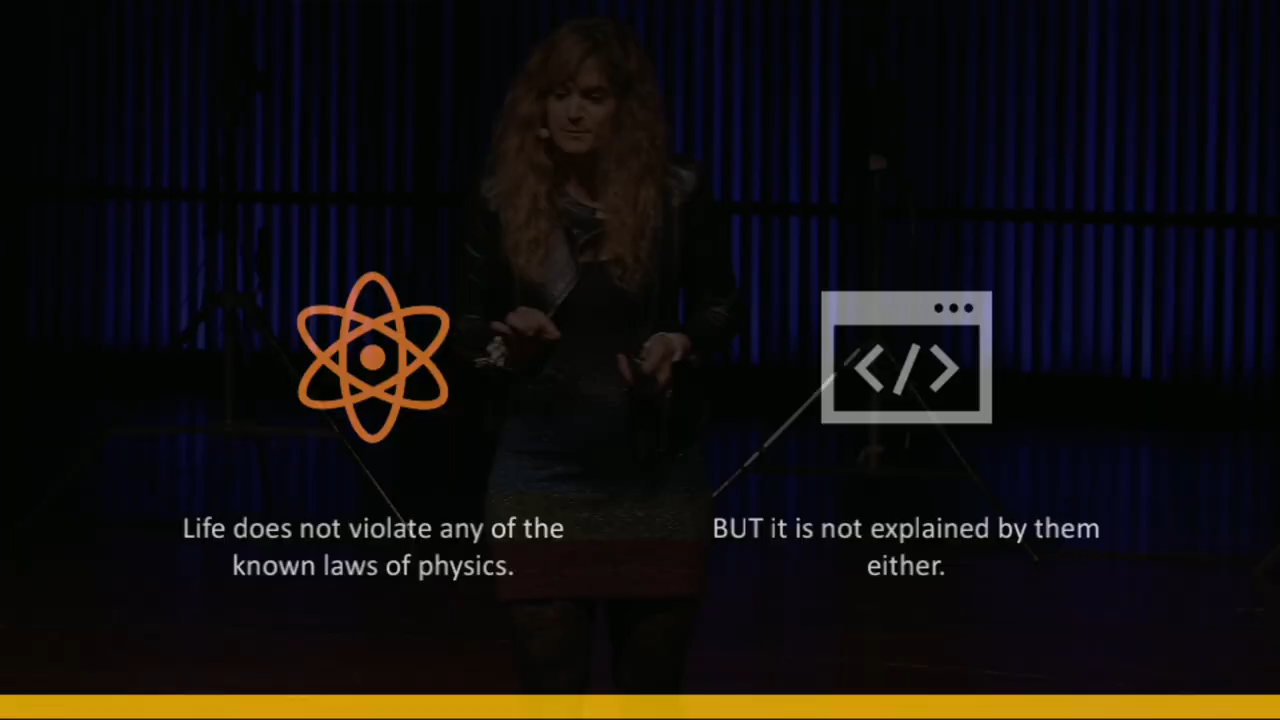 Life does not violate any of the
known laws of physics.
BUT it is not explained by them
either.